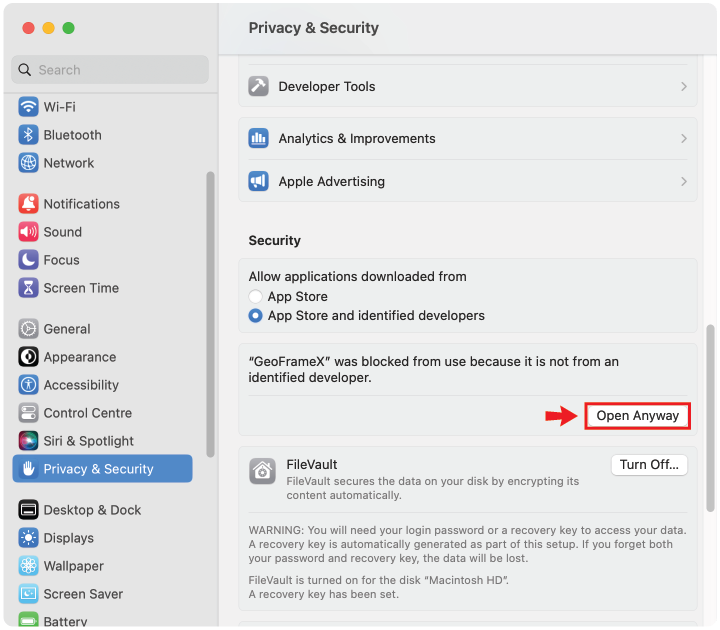 Privacy & Security
Search
Wi-Fi
Bluetooth
Network
Notifications
Sound
Focus
Screen Time
General
Appearance
Accessibility
Control Centre
Siri & Spotlight
Privacy & Security
Desktop & Dock
Displays
Wallpaper
Screen Saver
Battery
Developer Tools
Analytics & Improvements
Apple Advertising
Security
Allow applications downloaded from
App Store
App Store and identified developers
“GeoFrameX” was blocked from use because it is not from an
identified developer.
Open Anyway
FileVault
Turn Off...
FileVault secures the data on your disk by encrypting its
content automatically.
WARNING: You will need your login password or a recovery key to access your data.
A recovery key is automatically generated as part of this setup. If you forget both
your password and recovery key, the data will be lost.
FileVault is turned on for the disk “Macintosh HD”.
A recovery key has been set.